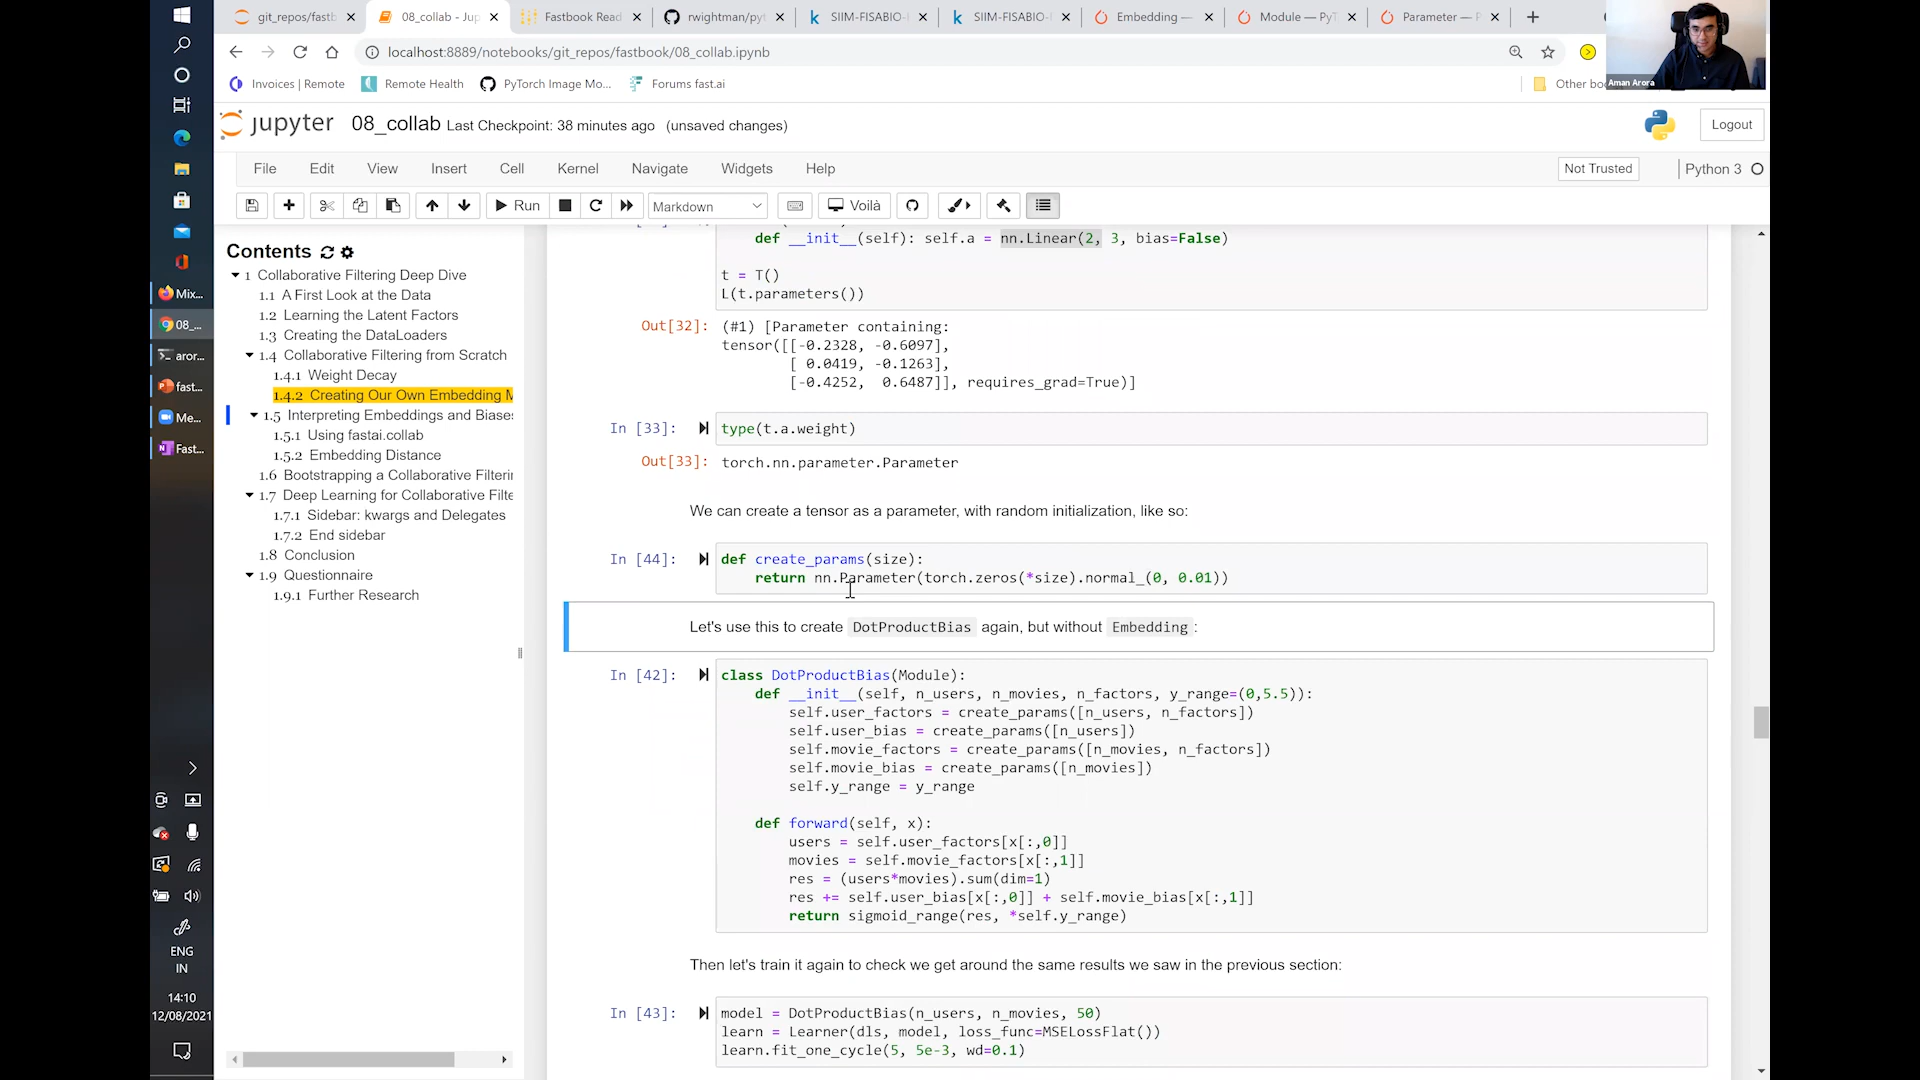 git_repos/fastb
08_collab - Jup
Fastbook Read
rwightman/pyt
SIIM-FISABIO-
SIIM-FISABIO-
Embedding —
Module — PyT
Parameter — P
localhost:8889/notebooks/git_repos/fastbook/08_collab.ipynb
Aman Arora
Invoices | Remote
Remote Health
PyTorch Image Mo...
Forums fast.ai
Other bo
jupyter
08_collab Last Checkpoint: 38 minutes ago (unsaved changes)
Logout
File
Edit
View
Insert
Cell
Kernel
Navigate
Widgets
Help
Not Trusted
Python 3
Run
Markdown
Voilà
Contents
1 Collaborative Filtering Deep Dive
1.1 A First Look at the Data
1.2 Learning the Latent Factors
1.3 Creating the DataLoaders
1.4 Collaborative Filtering from Scratch
1.4.1 Weight Decay
1.4.2 Creating Our Own Embedding M
1.5 Interpreting Embeddings and Biases
1.5.1 Using fastai.collab
1.5.2 Embedding Distance
1.6 Bootstrapping a Collaborative Filterin
1.7 Deep Learning for Collaborative Filte
1.7.1 Sidebar: kwargs and Delegates
1.7.2 End sidebar
1.8 Conclusion
1.9 Questionnaire
1.9.1 Further Research
Mix...
08_...
aror...
fast...
Me...
Fast...
ENG
IN
14:10
12/08/2021
def __init__(self): self.a = nn.Linear(2, 3, bias=False)
t = T()
L(t.parameters())
Out[32]: (#1) [Parameter containing:
tensor([[-0.2328, -0.6097],
[ 0.0419, -0.1263],
[-0.4252, 0.6487]], requires_grad=True)]
In [33]: type(t.a.weight)
Out[33]: torch.nn.parameter.Parameter
We can create a tensor as a parameter, with random initialization, like so:
In [44]: def create_params(size):
return nn.Parameter(torch.zeros(*size).normal_(0, 0.01))
Let's use this to create DotProductBias again, but without Embedding:
In [42]: class DotProductBias(Module):
def __init__(self, n_users, n_movies, n_factors, y_range=(0,5.5)):
self.user_factors = create_params([n_users, n_factors])
self.user_bias = create_params([n_users])
self.movie_factors = create_params([n_movies, n_factors])
self.movie_bias = create_params([n_movies])
self.y_range = y_range
def forward(self, x):
users = self.user_factors[x[:,0]]
movies = self.movie_factors[x[:,1]]
res = (users*movies).sum(dim=1)
res += self.user_bias[x[:,0]] + self.movie_bias[x[:,1]]
return sigmoid_range(res, *self.y_range)
Then let's train it again to check we get around the same results we saw in the previous section:
In [43]: model = DotProductBias(n_users, n_movies, 50)
learn = Learner(dls, model, loss_func=MSELossFlat())
learn.fit_one_cycle(5, 5e-3, wd=0.1)